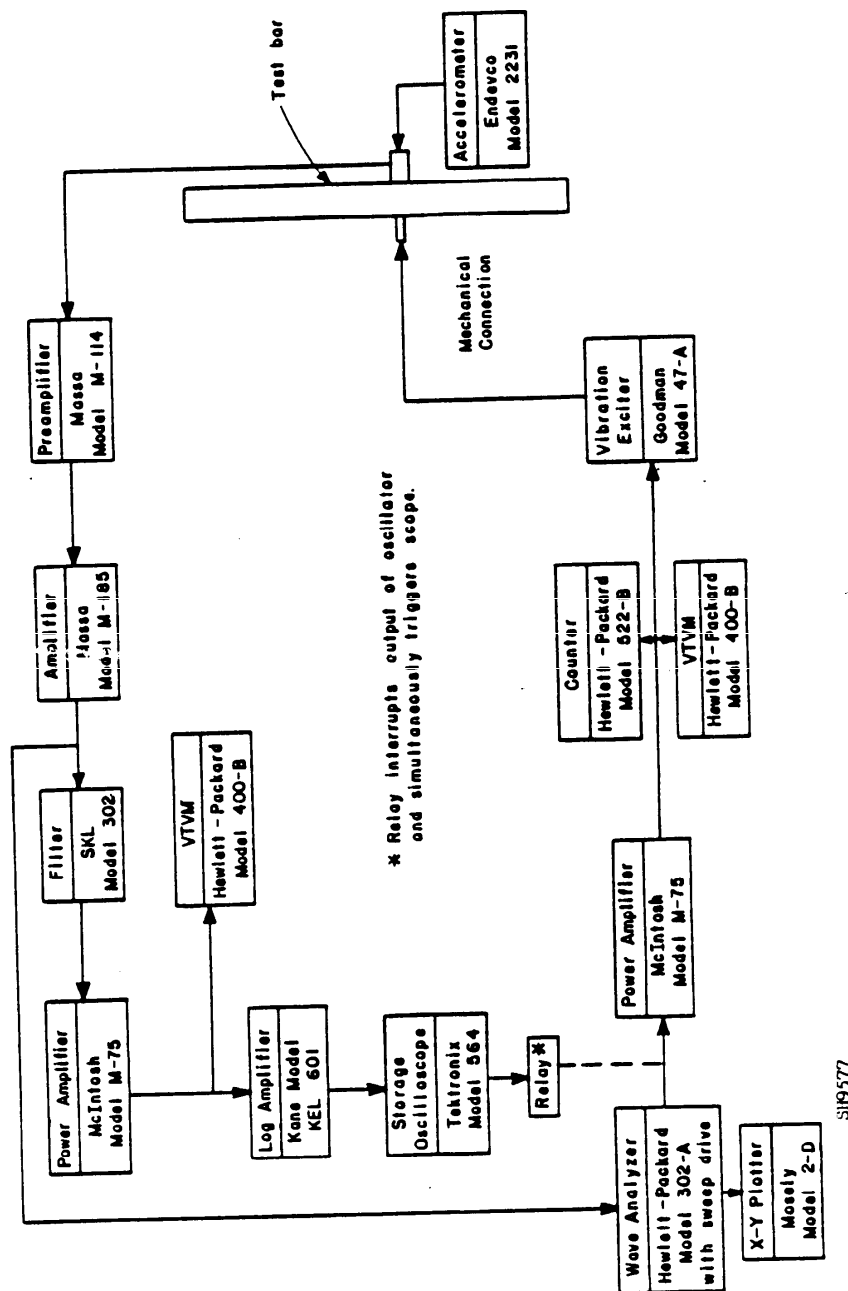 Power Amplifier
McIntosh
Model M-75
Filter
SKL
Model 302
Amplifier
Massa
Model M-185
Preamplifier
Massa
Model M-114
Test bar
VTVM
Hewlett-Packard
Model 400-B
Log Amplifier
Kane Model
KEL 601
Storage
Oscilloscope
Tektronix
Model 564
Relay*
* Relay interrupts output of oscillator
and simultaneously triggers scope.
Mechanical
Connection
Accelerometer
Endevco
Model 2231
Wave Analyzer
Hewlett-Packard
Model 302-A
with sweep drive
Power Amplifier
McIntosh
Model M-75
Counter
Hewlett-Packard
Model 522-B
VTVM
Hewlett-Packard
Model 400-B
Vibration
Exciter
Goodman
Model 47-A
X-Y Plotter
Mosely
Model 2-D